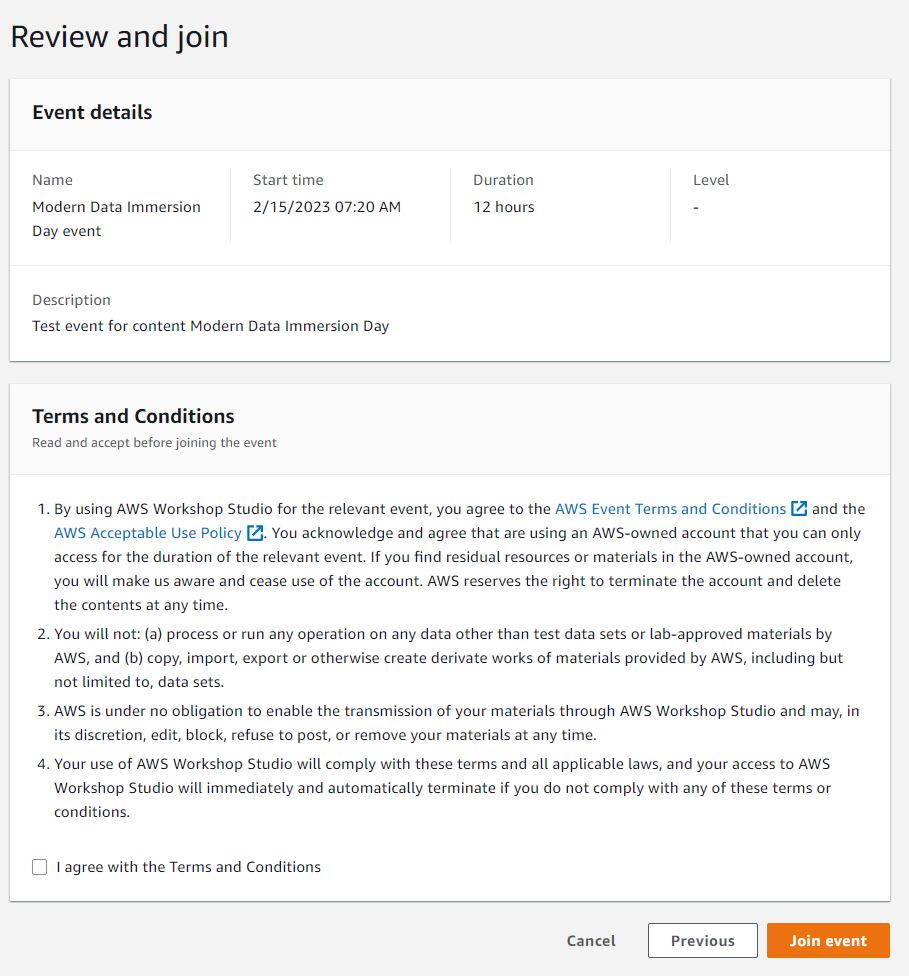 Review and join
Event details
Name
Start time
Duration
Level
Modern Data Immersion
Day event
2/15/2023 07:20 AM
12 hours
-
Description
Test event for content Modern Data Immersion Day
Terms and Conditions
Read and accept before joining the event
1. By using AWS Workshop Studio for the relevant event, you agree to the AWS Event Terms and Conditions and the
AWS Acceptable Use Policy. You acknowledge and agree that are using an AWS-owned account that you can only
access for the duration of the relevant event. If you find residual resources or materials in the AWS-owned account,
you will make us aware and cease use of the account. AWS reserves the right to terminate the account and delete
the contents at any time.
2. You will not: (a) process or run any operation on any data other than test data sets or lab-approved materials by
AWS, and (b) copy, import, export or otherwise create derivate works of materials provided by AWS, including but
not limited to, data sets.
3. AWS is under no obligation to enable the transmission of your materials through AWS Workshop Studio and may, in
its discretion, edit, block, refuse to post, or remove your materials at any time.
4. Your use of AWS Workshop Studio will comply with these terms and all applicable laws, and your access to AWS
Workshop Studio will immediately and automatically terminate if you do not comply with any of these terms or
conditions.
I agree with the Terms and Conditions
Cancel
Previous
Join event